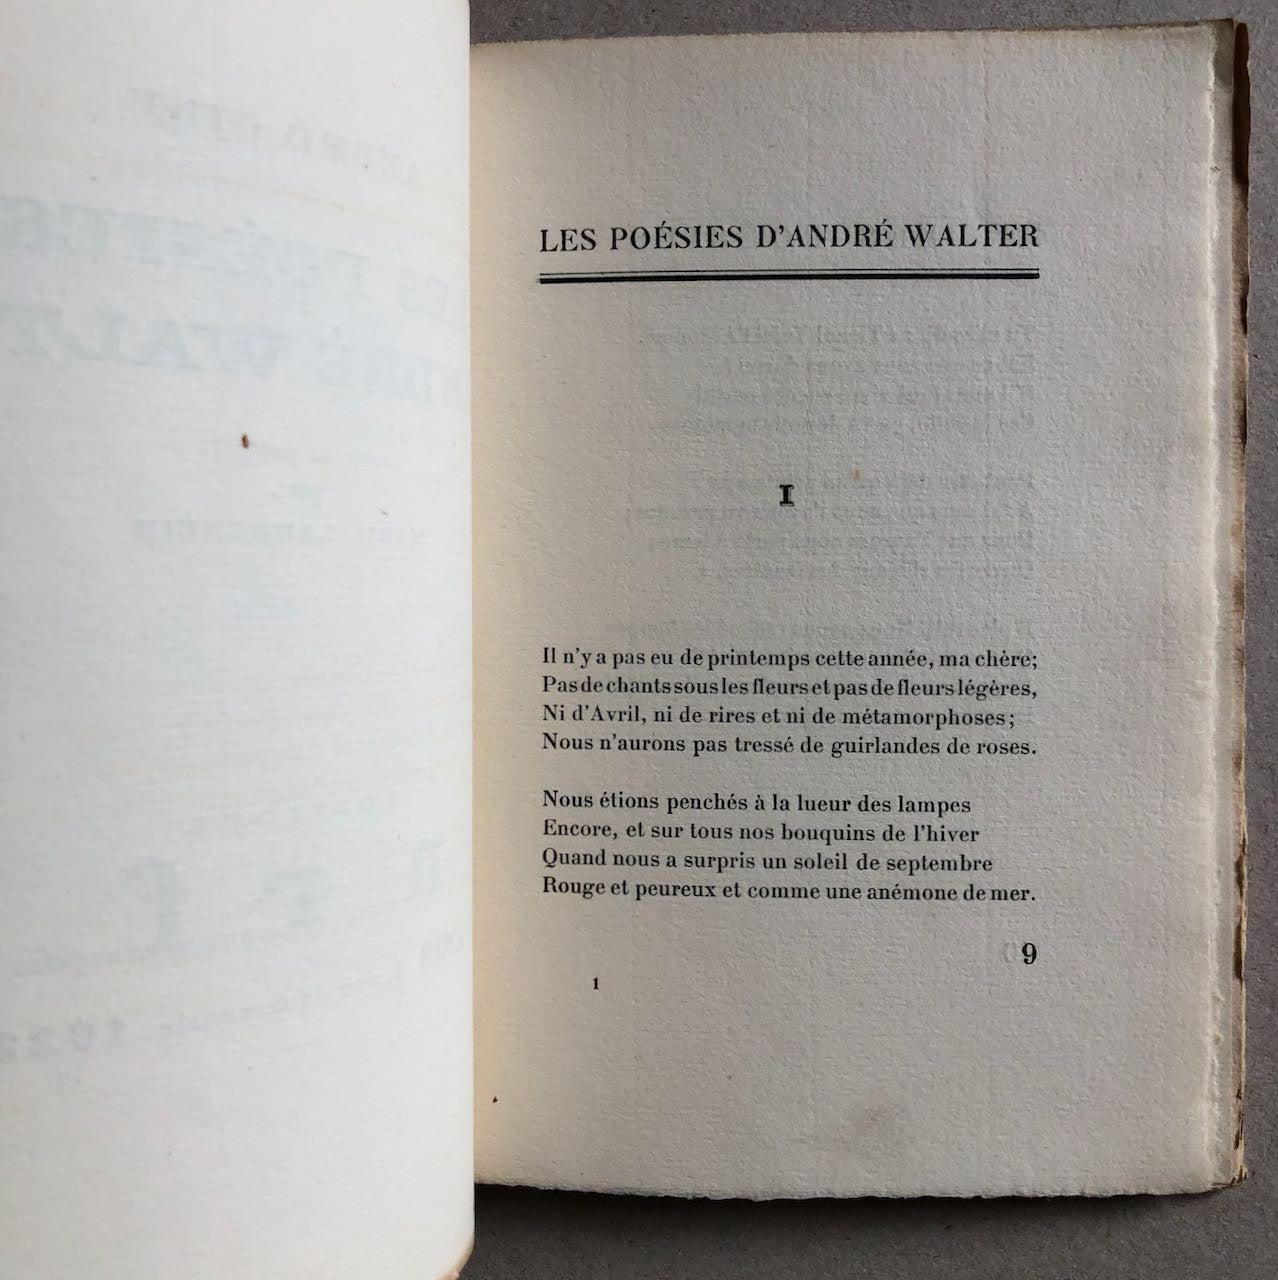 LES POÉSIES D'ANDRÉ WALTER
I
Il n'y a pas eu de printemps cette année, ma chère;
Pas de chants sous les fleurs et pas de fleurs légères,
Ni d'Avril, ni de rires et ni de métamorphoses;
Nous n'aurons pas tressé de guirlandes de roses.
Nous étions penchés à la lueur des lampes
Encore, et sur tous nos bouquins de l'hiver
Quand nous a surpris un soleil de septembre
Rouge et peureux et comme une anémone de mer.
9
1